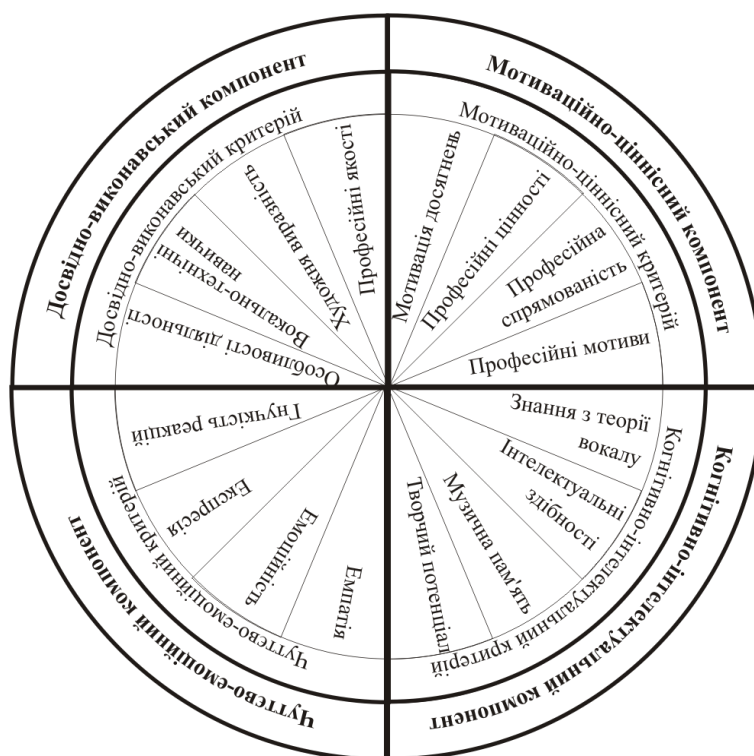 Досвідно-виконавський компонент
Досвідно-виконавський критерій
Особливості діяльності
Вокально-технічні
навички
Художня виразність
Професійні якості
Мотиваційно-ціннісний компонент
Мотиваційно-ціннісний критерій
Мотивація досягнень
Професійні цінності
Професійна
спрямованість
Професійні мотиви
Когнітивно-інтелектуальний компонент
Когнітивно-інтелектуальний критерій
Знання з теорії
вокалу
Інтелектуальні
здібності
Музична пам'ять
Творчий потенціал
Чуттєво-емоційний компонент
Чуттєво-емоційний критерій
Емпатія
Емоційність
Експресія
Гнучкість реакцій